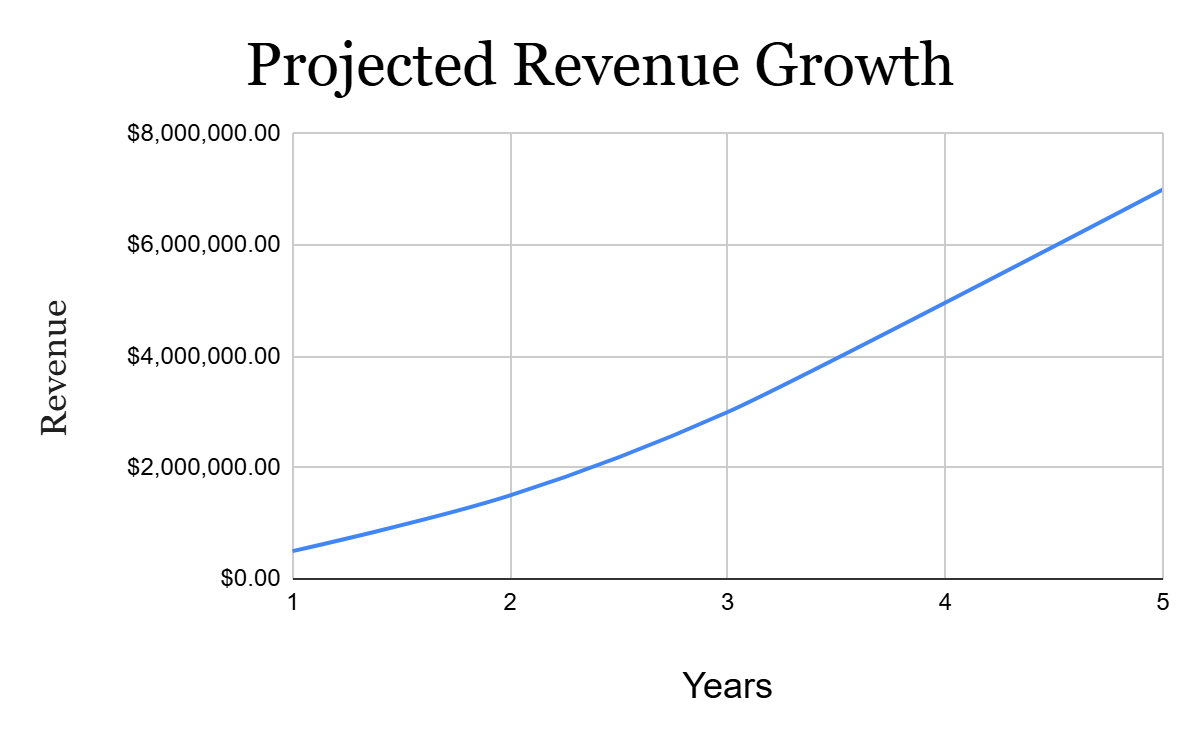 Projected Revenue Growth
$8,000,000.00
$6,000,000.00
$4,000,000.00
$2,000,000.00
$0.00
Revenue
1 2 3 4 5
Years